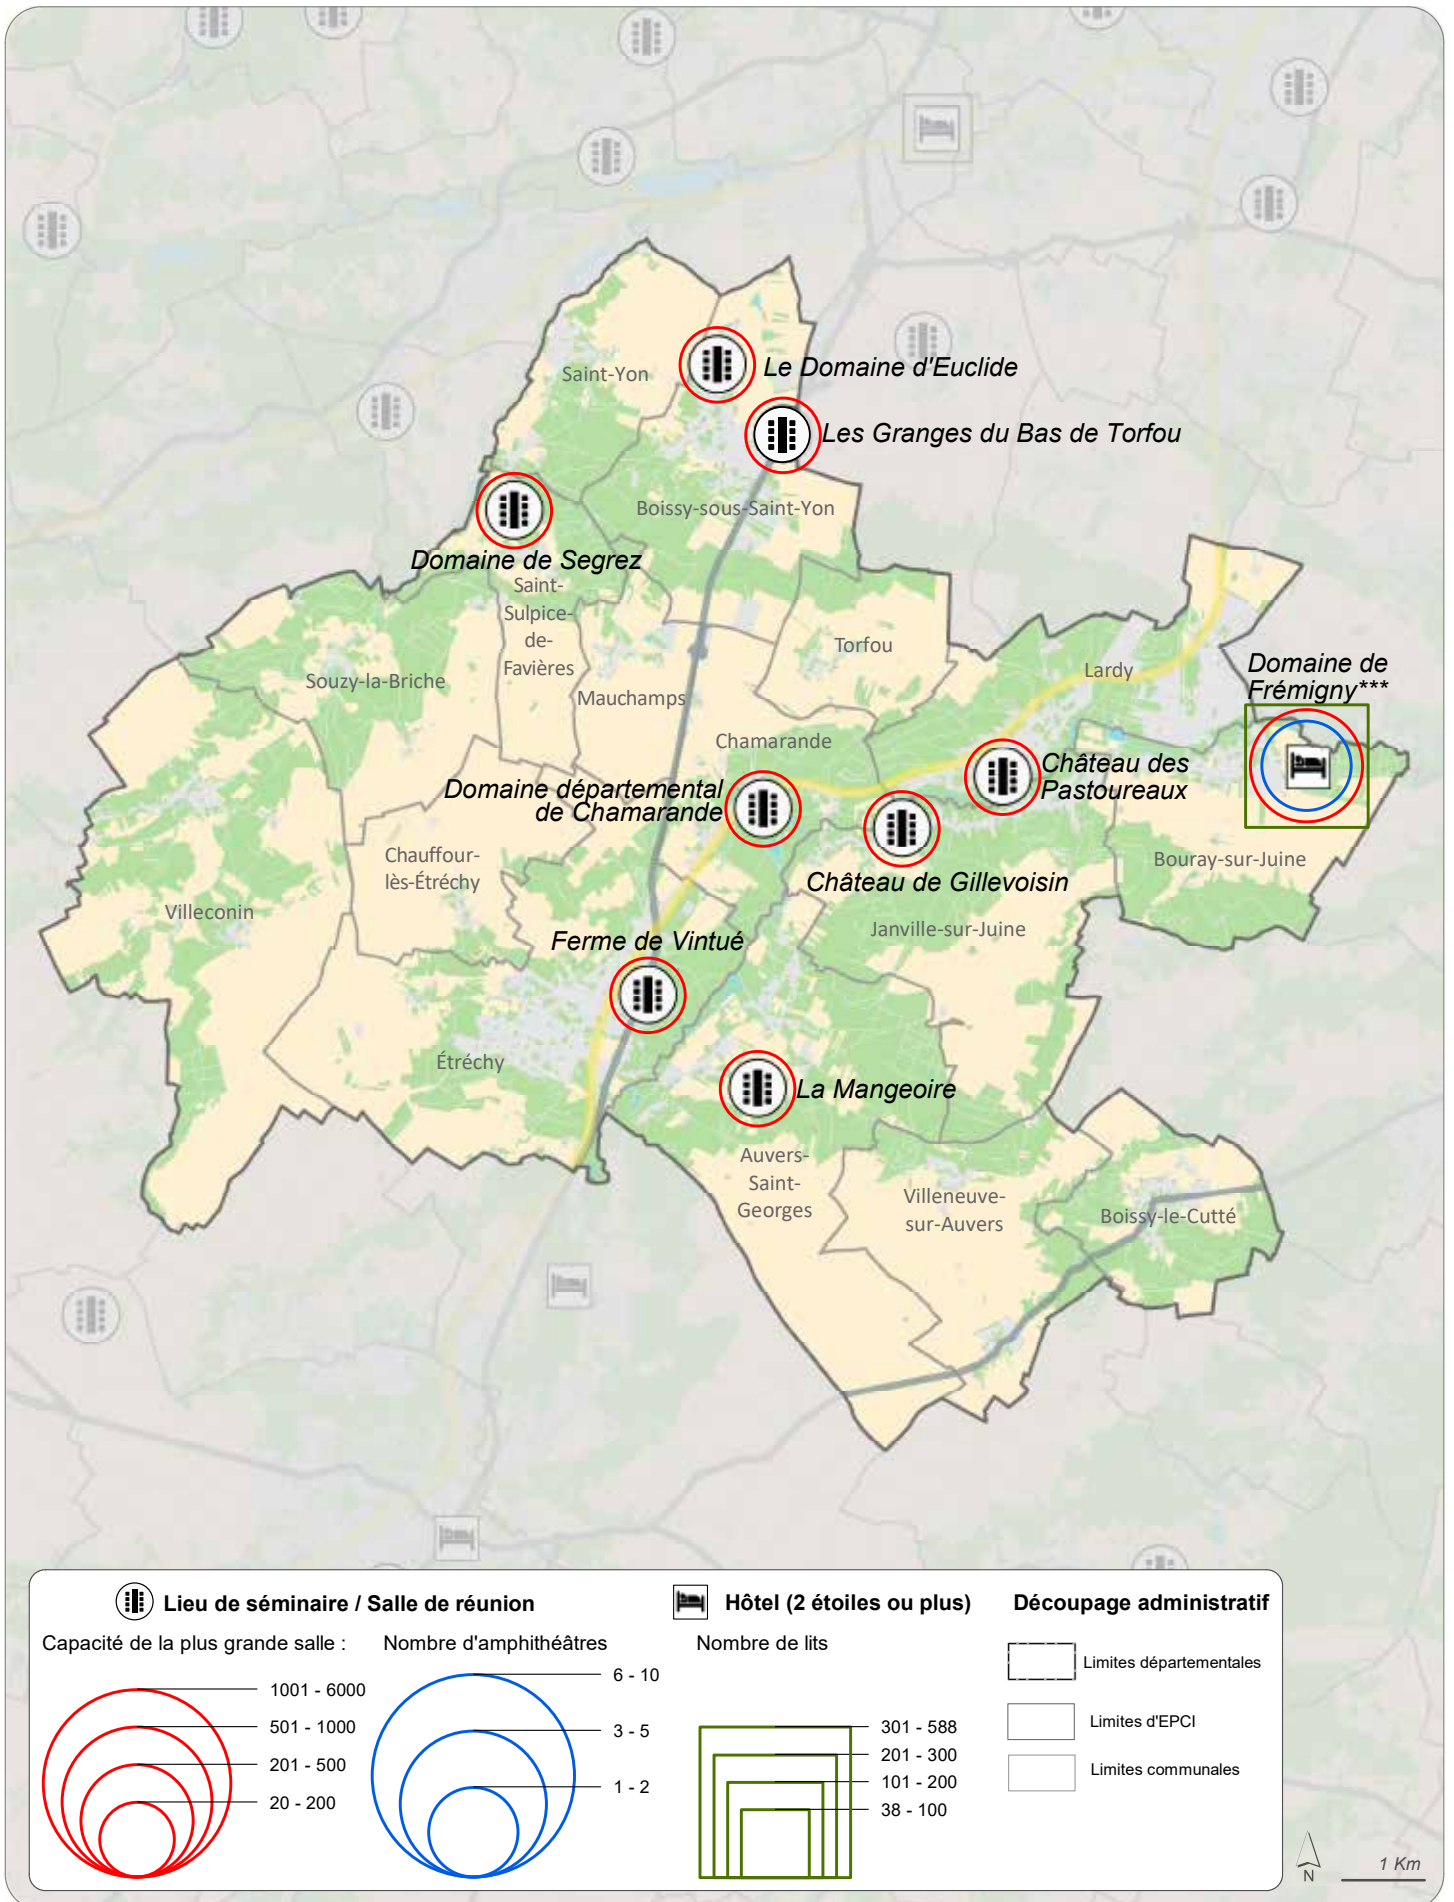 Le Domaine d'Euclide
Saint-Yon
Les Granges du Bas de Torfou
Boissy-sous-Saint-Yon
Domaine de Segrez
Saint-
Sulpice-
de-
Favières
Torfou
Souzy-la-Briche
Mauchamps
Lardy
Domaine de
Frémigny***
Chamarande
Château des
Pastoureaux
Domaine départemental
de Chamarande
Chauffour-
lès-Étréchy
Bouray-sur-Juine
Château de Gillevoisin
Villeconin
Janville-sur-Juine
Ferme de Vintué
Étréchy
La Mangeoire
Auvers-
Saint-
Georges
Villeneuve-
sur-Auvers
Boissy-le-Cutté
Lieu de séminaire / Salle de réunion
Capacité de la plus grande salle :
1001 - 6000
501 - 1000
201 - 500
20 - 200
Nombre d'amphithéâtres
6 - 10
3 - 5
1 - 2
Hôtel (2 étoiles ou plus)
Nombre de lits
301 - 588
201 - 300
101 - 200
38 - 100
Découpage administratif
Limites départementales
Limites d'EPCI
Limites communales
N
1 Km